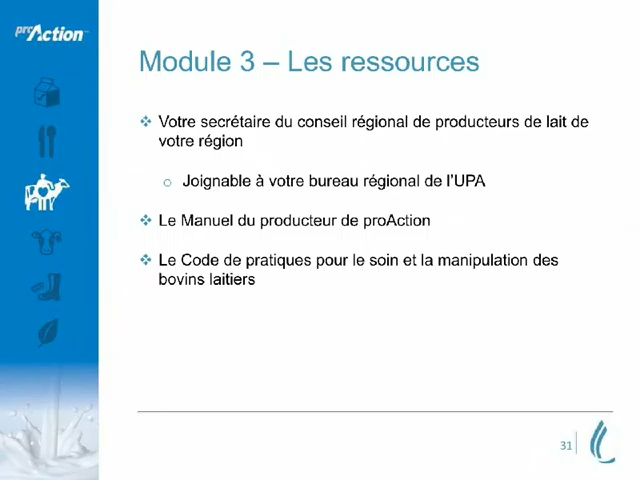 proAction
Module 3 – Les ressources
❖ Votre secrétaire du conseil régional de producteurs de lait de
votre région
o Joignable à votre bureau régional de l'UPA
❖ Le Manuel du producteur de proAction
❖ Le Code de pratiques pour le soin et la manipulation des
bovins laitiers
31